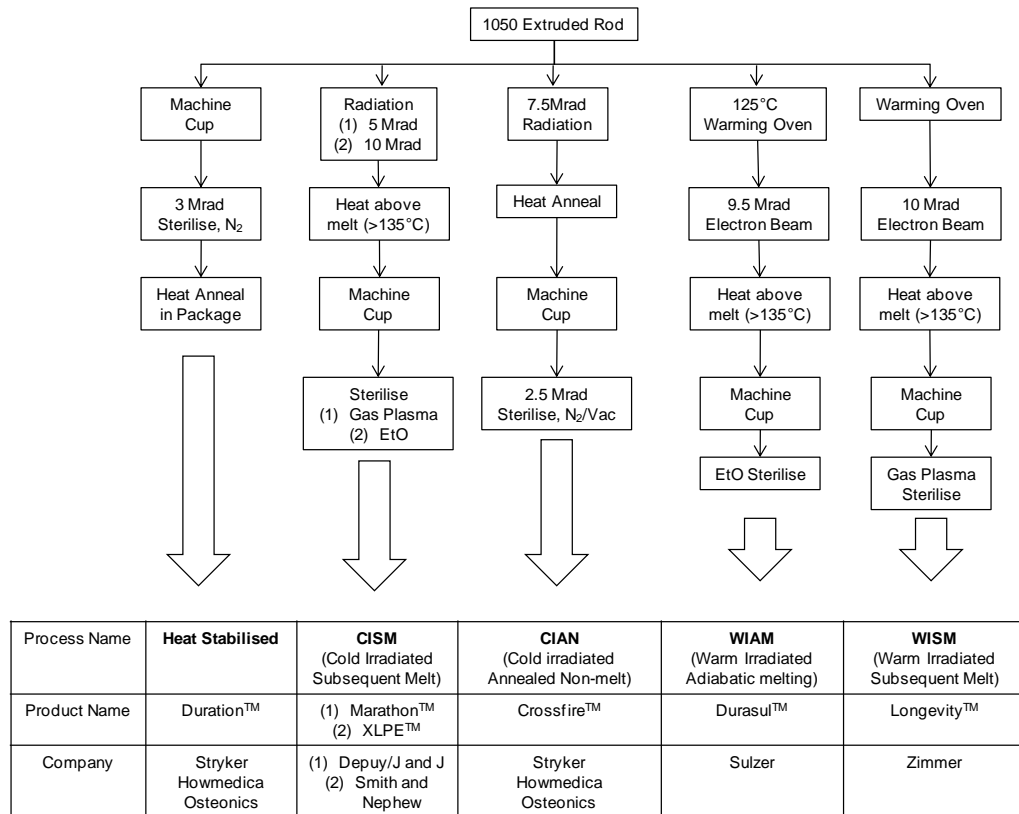 1050 Extruded Rod
Machine
Cup
3 Mrad
Sterilise, N₂
Heat Anneal
in Package
Radiation
(1) 5 Mrad
(2) 10 Mrad
Heat above
melt (>135°C)
Machine
Cup
Sterilise
(1) Gas Plasma
(2) EtO
7.5Mrad
Radiation
Heat Anneal
Machine
Cup
2.5 Mrad
Sterilise, N₂/Vac
125°C
Warming Oven
9.5 Mrad
Electron Beam
Heat above
melt (>135°C)
Machine
Cup
EtO Sterilise
Warming Oven
10 Mrad
Electron Beam
Heat above
melt (>135°C)
Machine
Cup
Gas Plasma
Sterilise
Process Name
Heat Stabilised
CISM
(Cold Irradiated
Subsequent Melt)
CIAN
(Cold irradiated
Annealed Non-melt)
WIAM
(Warm Irradiated
Adiabatic melting)
WISM
(Warm Irradiated
Subsequent Melt)
Product Name
Duration™
(1) Marathon™
(2) XLPE™
Crossfire™
Durasul™
Longevity™
Company
Stryker
Howmedica
Osteonics
(1) Depuy/J and J
(2) Smith and
Nephew
Stryker
Howmedica
Osteonics
Sulzer
Zimmer